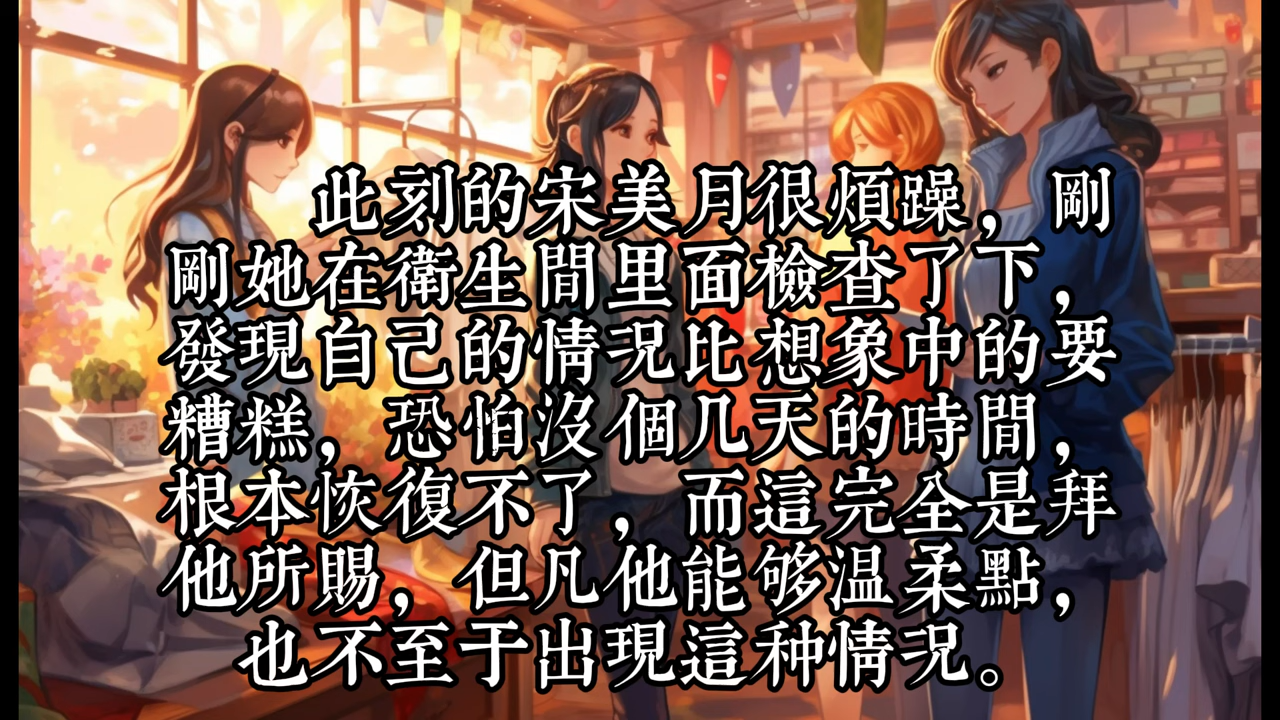 此刻的宋美月很煩躁，剛
剛她在衛生間里面檢查了下，
發現自己的情況比想象中的要
糟糕，恐怕沒個几天的時間，
根本恢復不了，而這完全是拜
他所賜，但凡他能够温柔點，
也不至于出現這种情況。